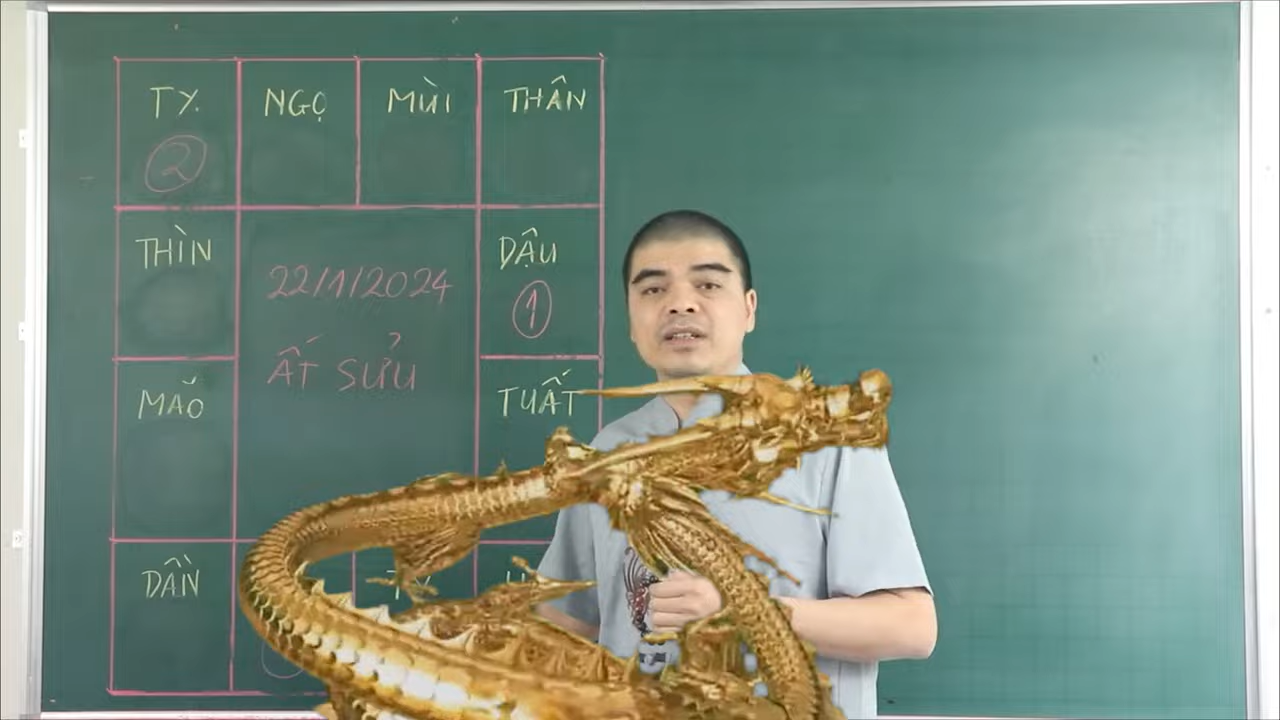 TỴ
NGỌ
MÙI
THÂN
2
THÌN
22/1/2024
DẬU
1
ẤT SỬU
MÃO
TUẤT
DẦN